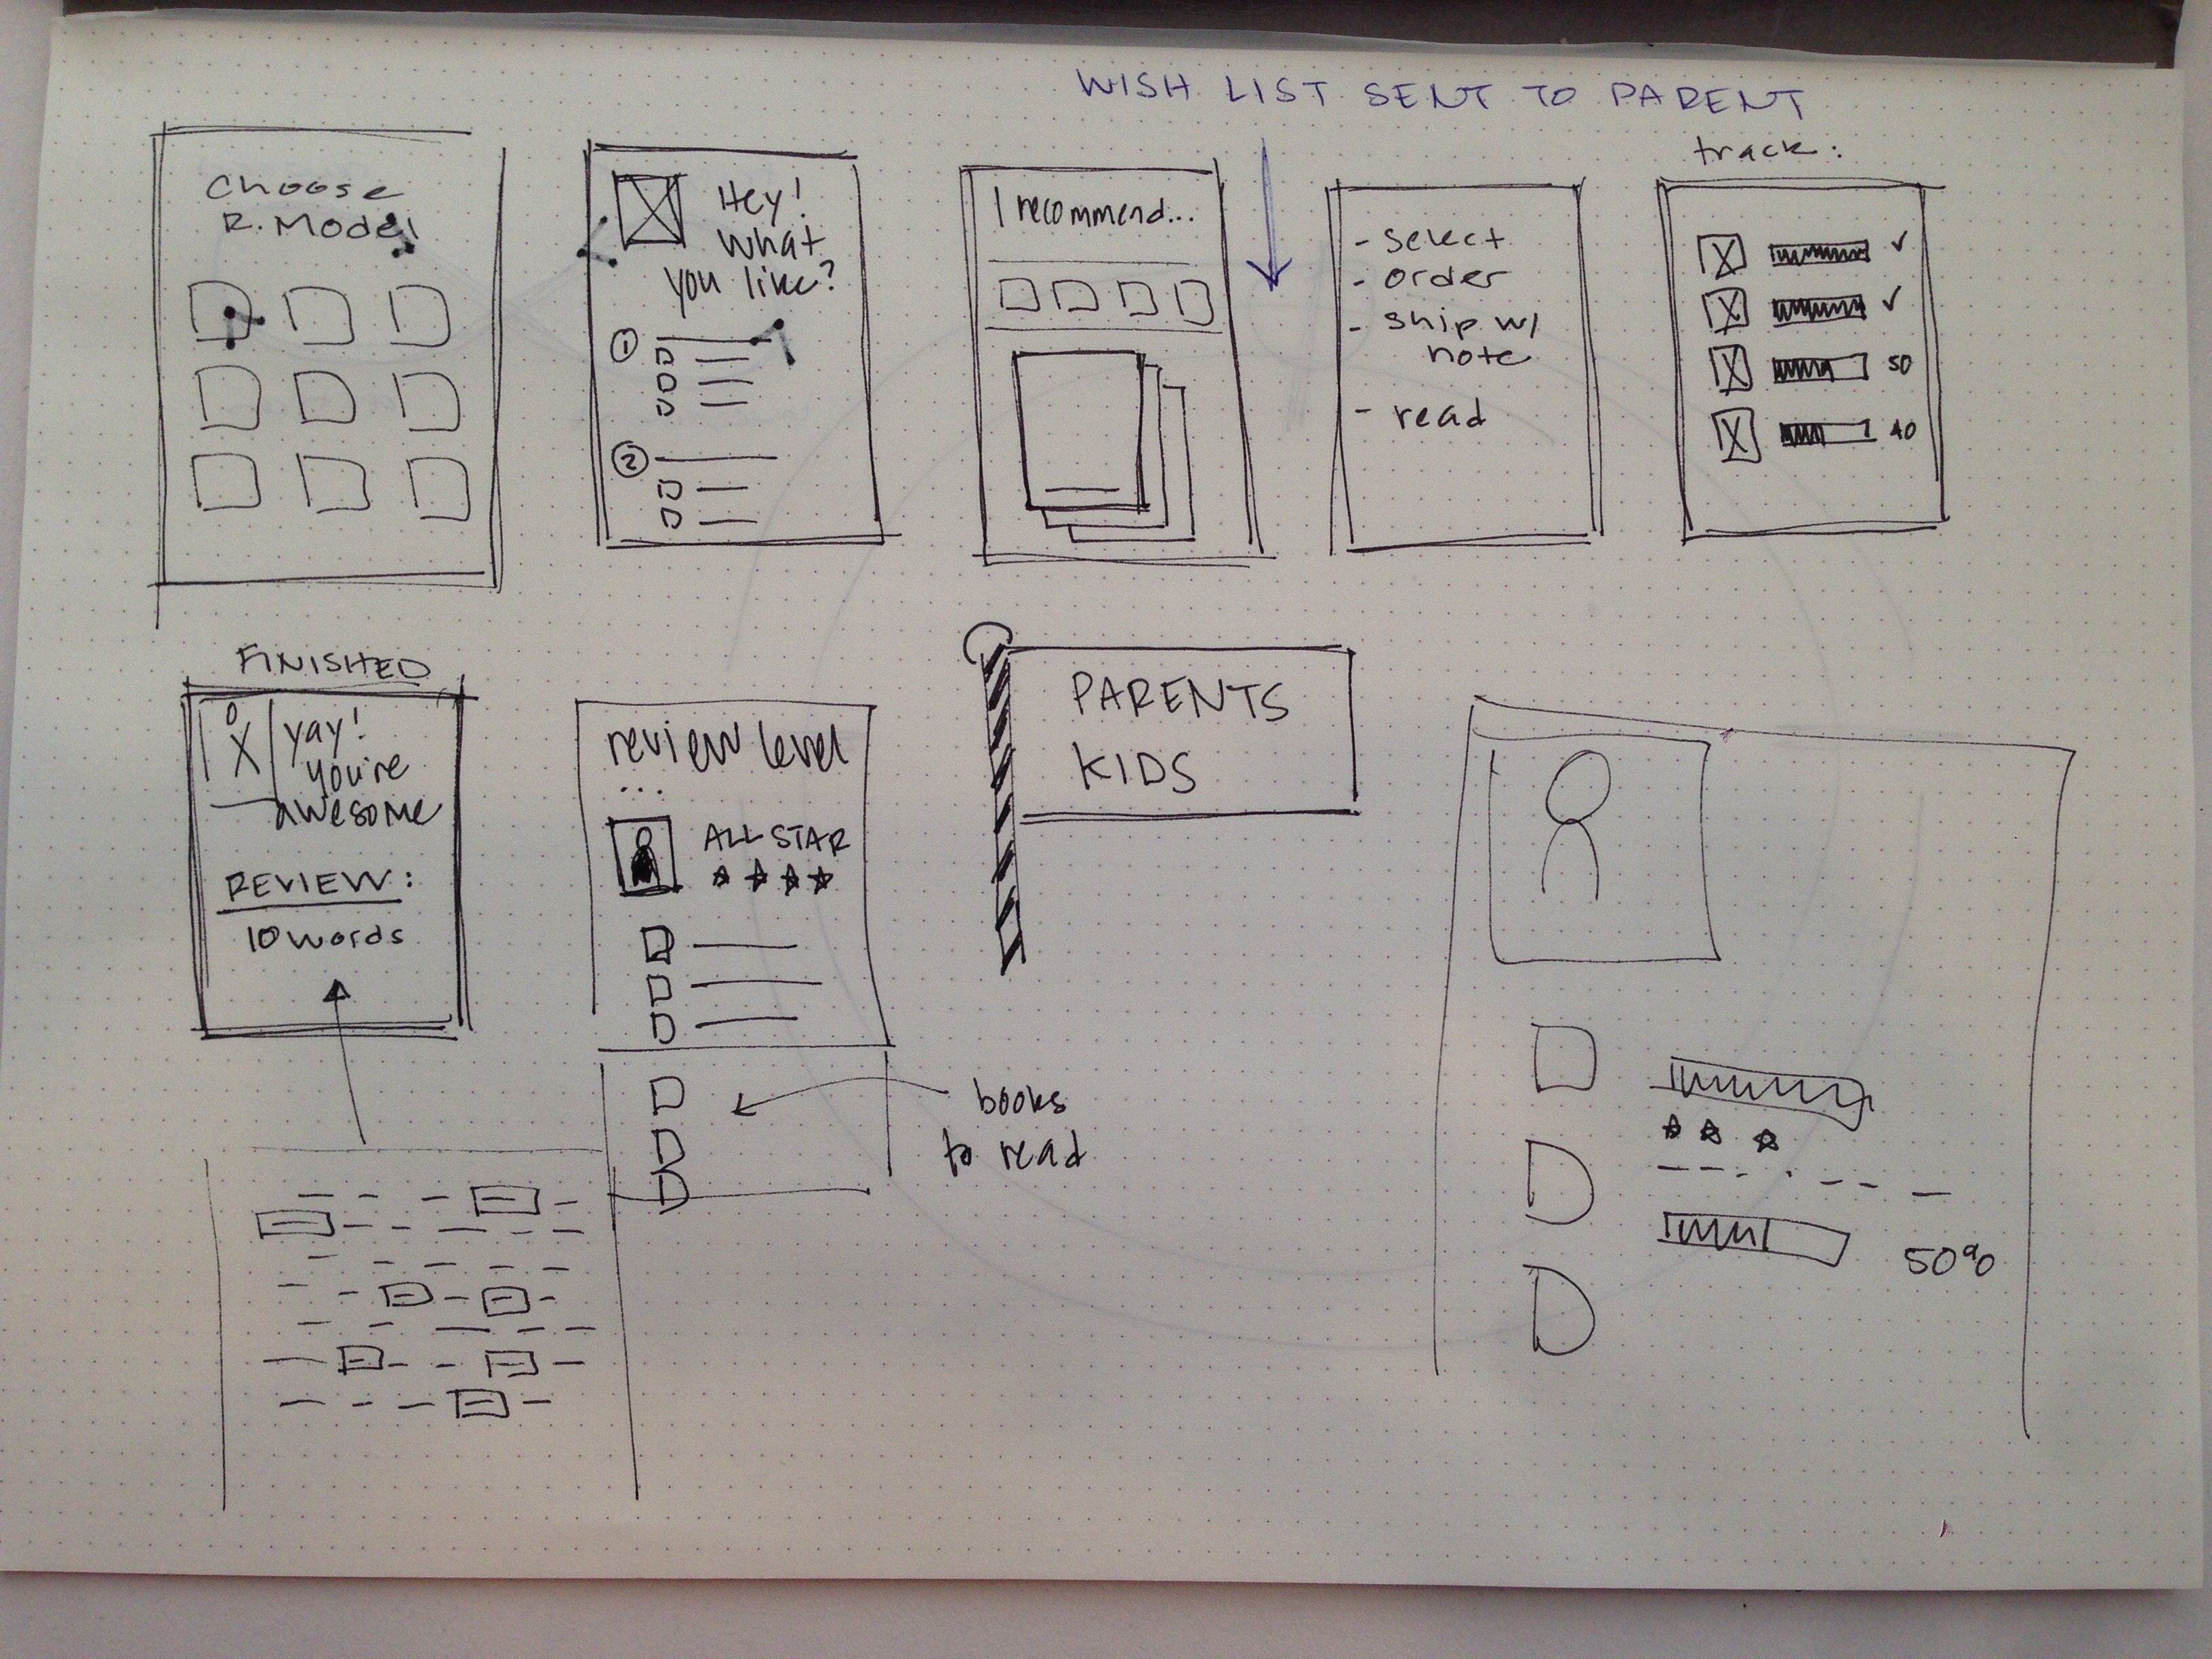 WISH LIST SENT TO PARENT
Choose
R. Model
Hey!
What
you like?
1
2
I recommend...
- select
- order
- ship w/
note
- read
track:
50
40
FINISHED
yay!
you're
awesome
REVIEW:
10 words
review level
...
ALL STAR
PARENTS
KIDS
books
to read
50%